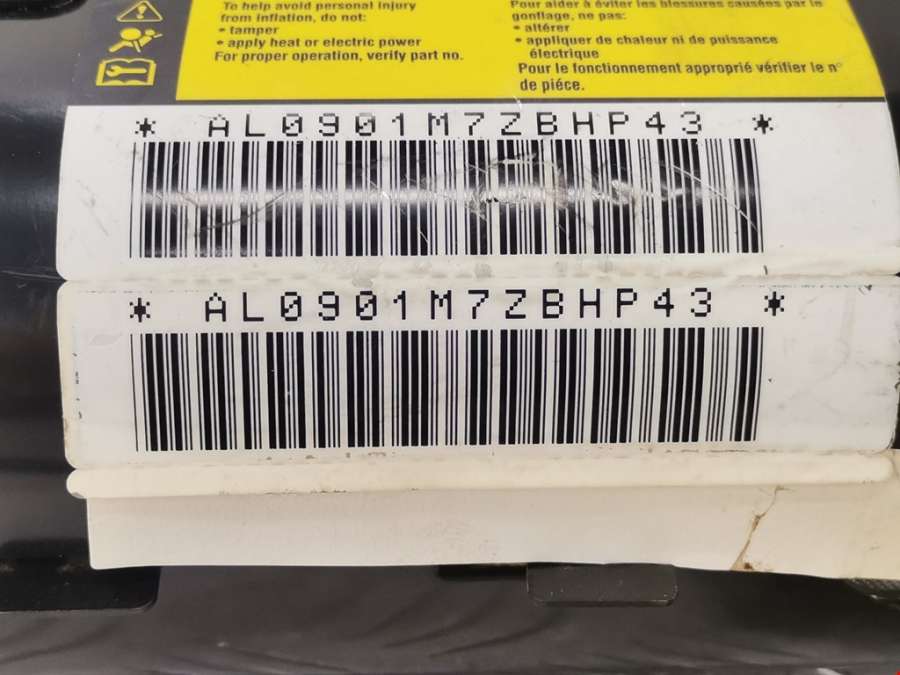 To help avoid personal injury
from inflation, do not:
• tamper
• apply heat or electric power
For proper operation, verify part no.
Pour aider à éviter les blessures causées par le
gonflage, ne pas:
• altérer
• appliquer de chaleur ni de puissance
électrique
Pour le fonctionnement approprié vérifier le n°
de piéce.
* AL0901M7ZBHP43 *
* AL0901M7ZBHP43 *